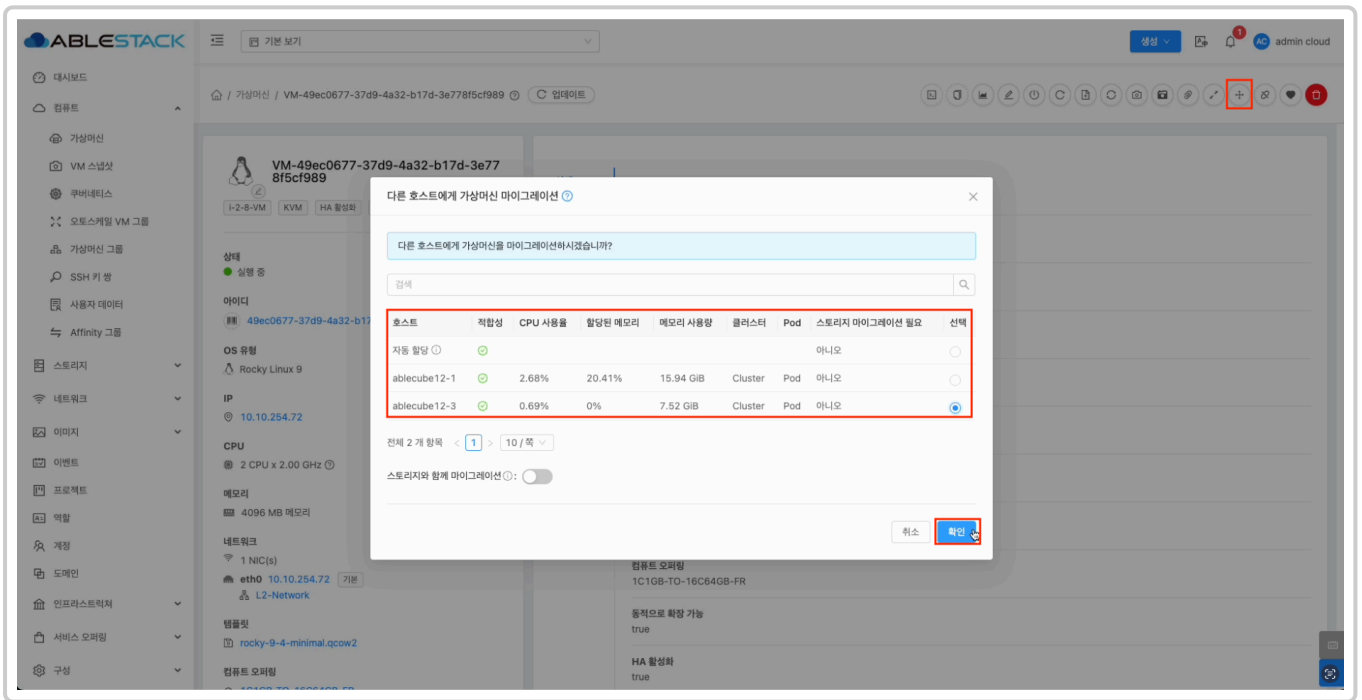 ABLESTACK
기본 보기
생성
1
AC
admin cloud
대시보드
컴퓨트
가상머신
VM 스냅샷
쿠버네티스
오토스케일 VM 그룹
가상머신 그룹
SSH 키 쌍
사용자 데이터
Affinity 그룹
스토리지
네트워크
이미지
이벤트
프로젝트
역할
계정
도메인
인프라스트럭쳐
서비스 오퍼링
구성
/ 가상머신 / VM-49ec0677-37d9-4a32-b17d-3e778f5cf989
업데이트
VM-49ec0677-37d9-4a32-b17d-3e77
8f5cf989
i-2-8-VM KVM HA 활성화
상태
실행 중
아이디
49ec0677-37d9-4a32-b17
OS 유형
Rocky Linux 9
IP
10.10.254.72
CPU
2 CPU x 2.00 GHz
메모리
4096 MB 메모리
네트워크
1 NIC(s)
eth0 10.10.254.72 기본
L2-Network
템플릿
rocky-9-4-minimal.qcow2
컴퓨트 오퍼링
다른 호스트에게 가상머신 마이그레이션
다른 호스트에게 가상머신을 마이그레이션하시겠습니까?
검색
호스트 적합성 CPU 사용율 할당된 메모리 메모리 사용량 클러스터 Pod 스토리지 마이그레이션 필요 선택
자동 할당 아니오
ablecube12-1 2.68% 20.41% 15.94 GiB Cluster Pod 아니오
ablecube12-3 0.69% 0% 7.52 GiB Cluster Pod 아니오
전체 2 개 항목 < 1 > 10 / 쪽
스토리지와 함께 마이그레이션 :
취소
확인
컴퓨트 오퍼링
1C1GB-TO-16C64GB-FR
동적으로 확장 가능
true
HA 활성화
true